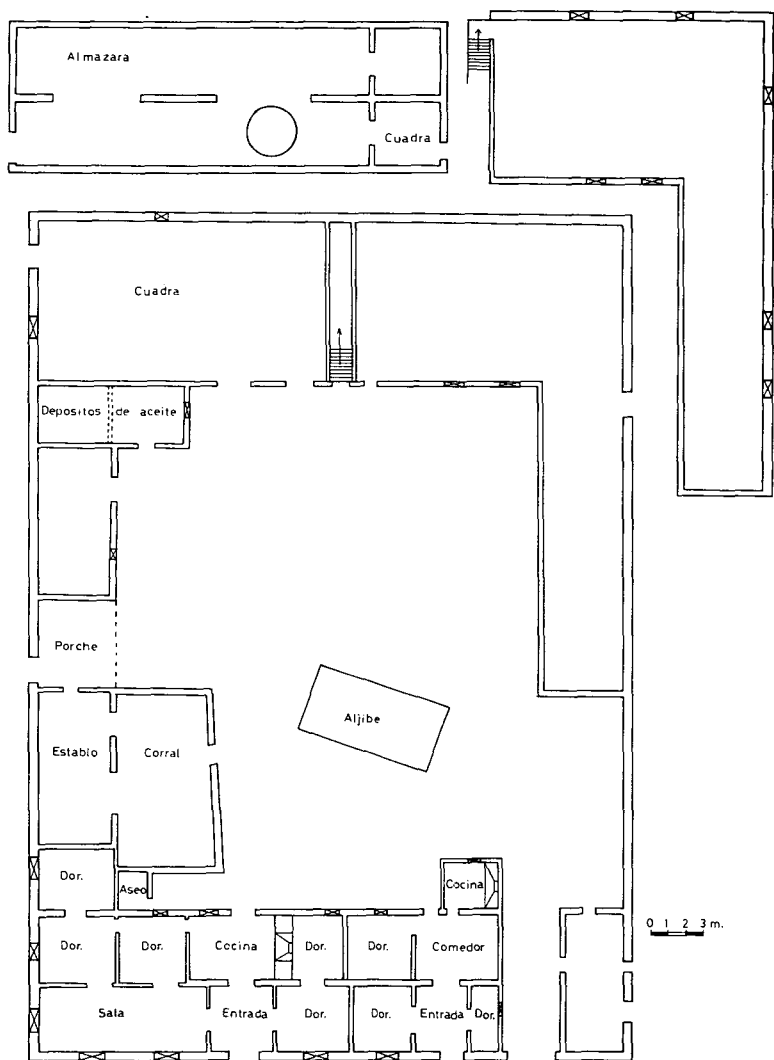 Almazara
Cuadra
Cuadra
Depositos de aceite
Porche
Aljibe
Establo
Corral
Dor.
Aseo
Cocina
0 1 2 3 m.
Dor.
Dor.
Cocina
Dor.
Dor.
Comedor
Sala
Entrada
Dor.
Dor.
Entrada
Dor.